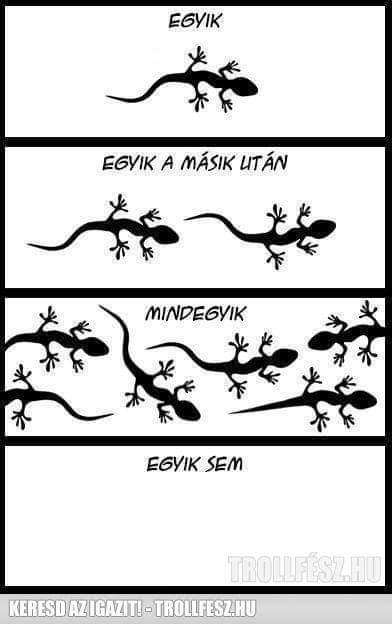 EGYIK
EGYIK A MÁSIK UTÁN
MINDEGYIK
EGYIK SEM
TROLLFÉSZ.HU
KERESD AZ IGAZIT! - TROLLFESZ.HU